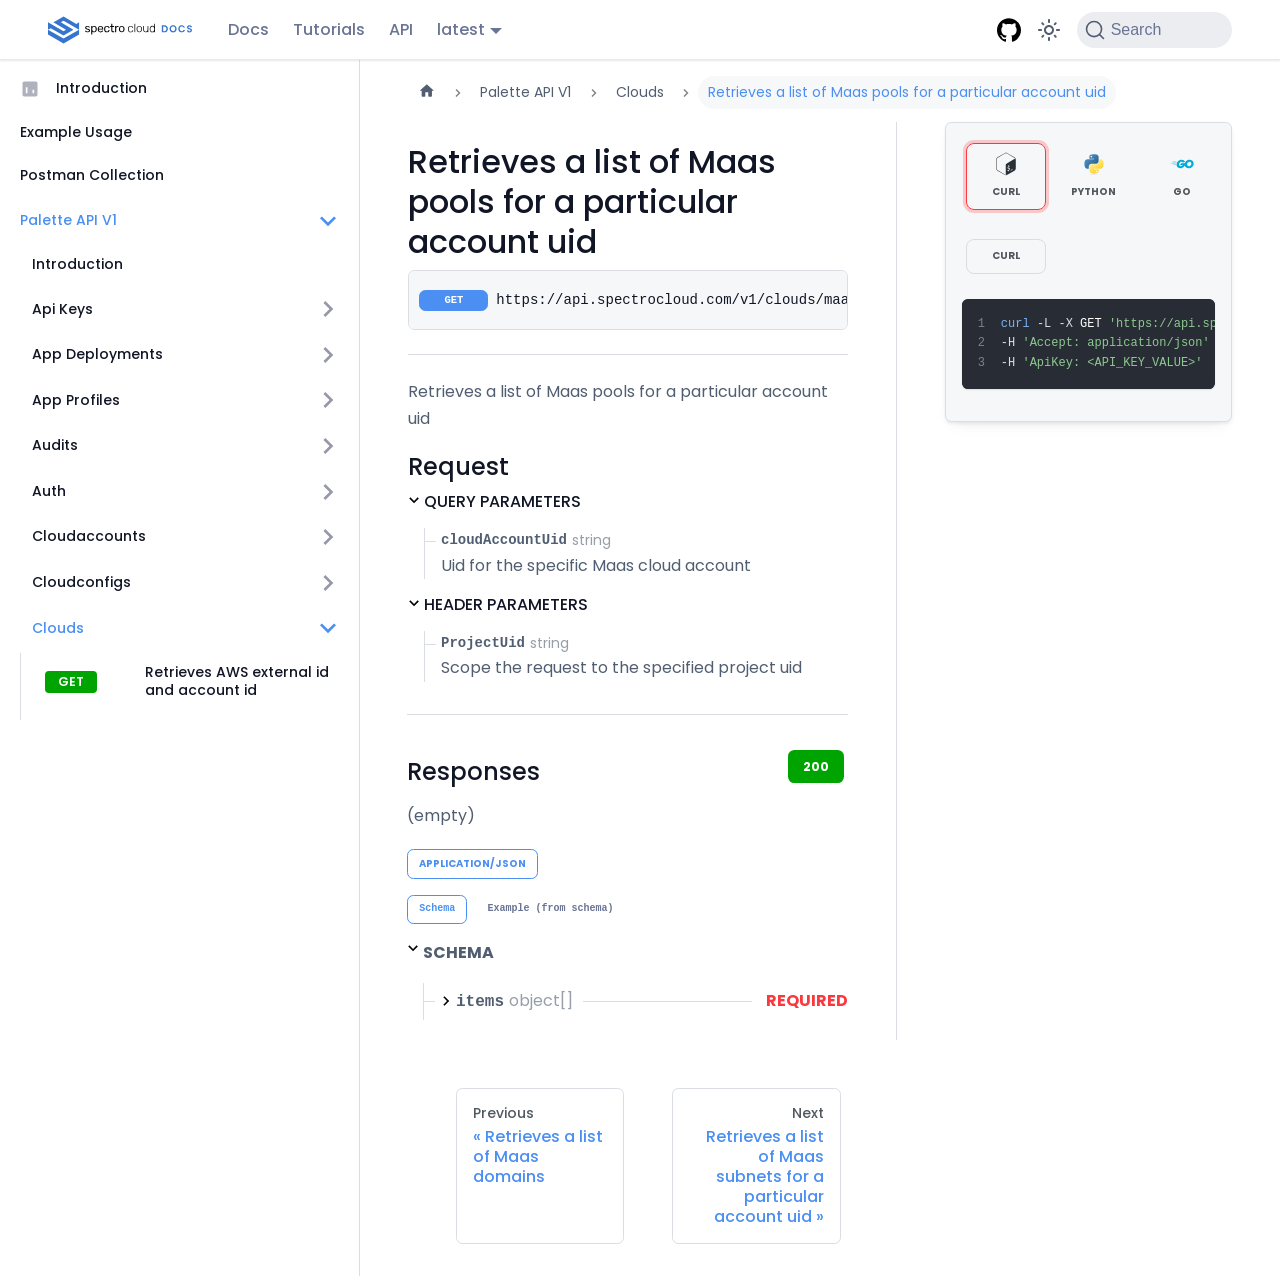 spectro cloud DOCS Docs Tutorials API latest Search
Introduction
Example Usage
Postman Collection
Palette API V1
Introduction
Api Keys
App Deployments
App Profiles
Audits
Auth
Cloudaccounts
Cloudconfigs
Clouds
GET Retrieves AWS external id
and account id
Palette API V1 Clouds Retrieves a list of Maas pools for a particular account uid
Retrieves a list of Maas
pools for a particular
account uid
GET https://api.spectrocloud.com/v1/clouds/maa
Retrieves a list of Maas pools for a particular account
uid
Request
QUERY PARAMETERS
cloudAccountUid string
Uid for the specific Maas cloud account
HEADER PARAMETERS
ProjectUid string
Scope the request to the specified project uid
Responses 200
(empty)
APPLICATION/JSON
Schema Example (from schema)
SCHEMA
items object[] REQUIRED
Previous
« Retrieves a list
of Maas
domains
Next
Retrieves a list
of Maas
subnets for a
particular
account uid »
CURL PYTHON GO
CURL
1 curl -L -X GET 'https://api.sp
2 -H 'Accept: application/json'
3 -H 'ApiKey: <API_KEY_VALUE>'